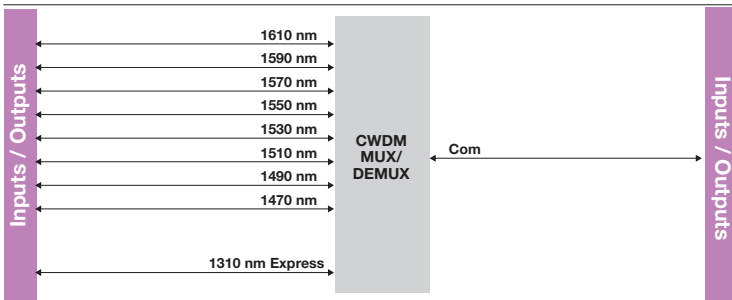 Inputs / Outputs
1610 nm
1590 nm
1570 nm
1550 nm
1530 nm
1510 nm
1490 nm
1470 nm
1310 nm Express
CWDM
MUX/
DEMUX
Com
Inputs / Outputs